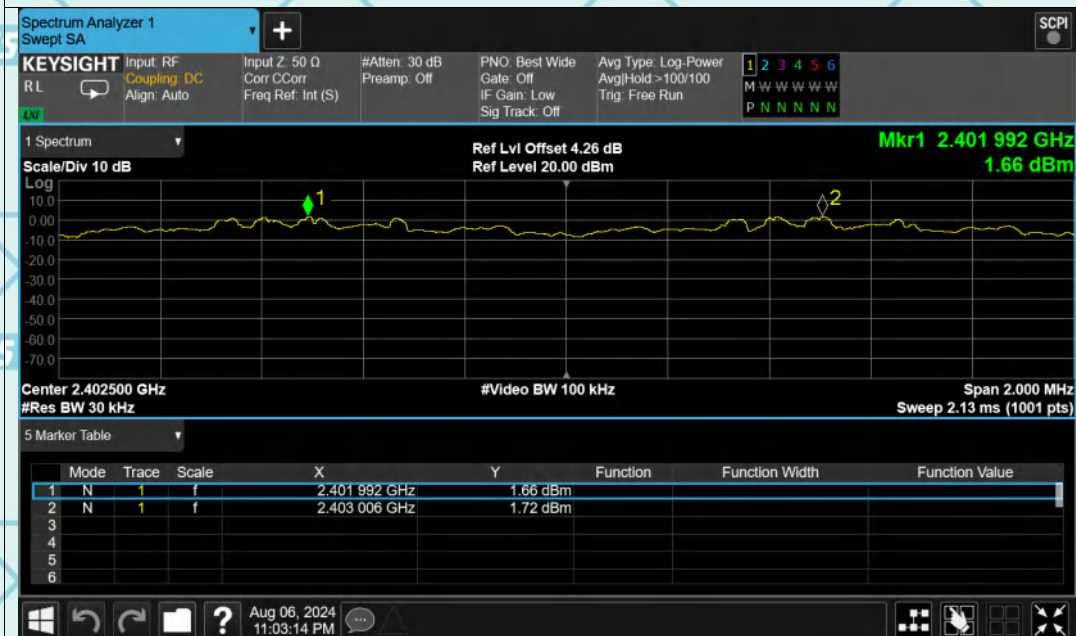 Spectrum Analyzer 1
Swept SA
+
SCPI
KEYSIGHT Input: RF Input Z: 50 Ω #Atten: 30 dB PNO: Best Wide Avg Type: Log-Power 1 2 3 4 5 6
R L Coupling: DC Corr CCorr Preamp: Off Gate: Off Avg|Hold:>100/100 M W W W W W
Align: Auto Freq Ref: Int (S) IF Gain: Low Trig: Free Run P N N N N N
LXI Sig Track: Off
1 Spectrum Ref Lvl Offset 4.26 dB Mkr1 2.401 992 GHz
Scale/Div 10 dB Ref Level 20.00 dBm 1.66 dBm
Log
10.0
0.00
-10.0
-20.0
-30.0
-40.0
-50.0
-60.0
-70.0
1
2
Center 2.402500 GHz #Video BW 100 kHz Span 2.000 MHz
#Res BW 30 kHz Sweep 2.13 ms (1001 pts)
5 Marker Table
Mode Trace Scale X Y Function Function Width Function Value
1 N 1 f 2.401 992 GHz 1.66 dBm
2 N 1 f 2.403 006 GHz 1.72 dBm
3
4
5
6
? Aug 06, 2024
11:03:14 PM